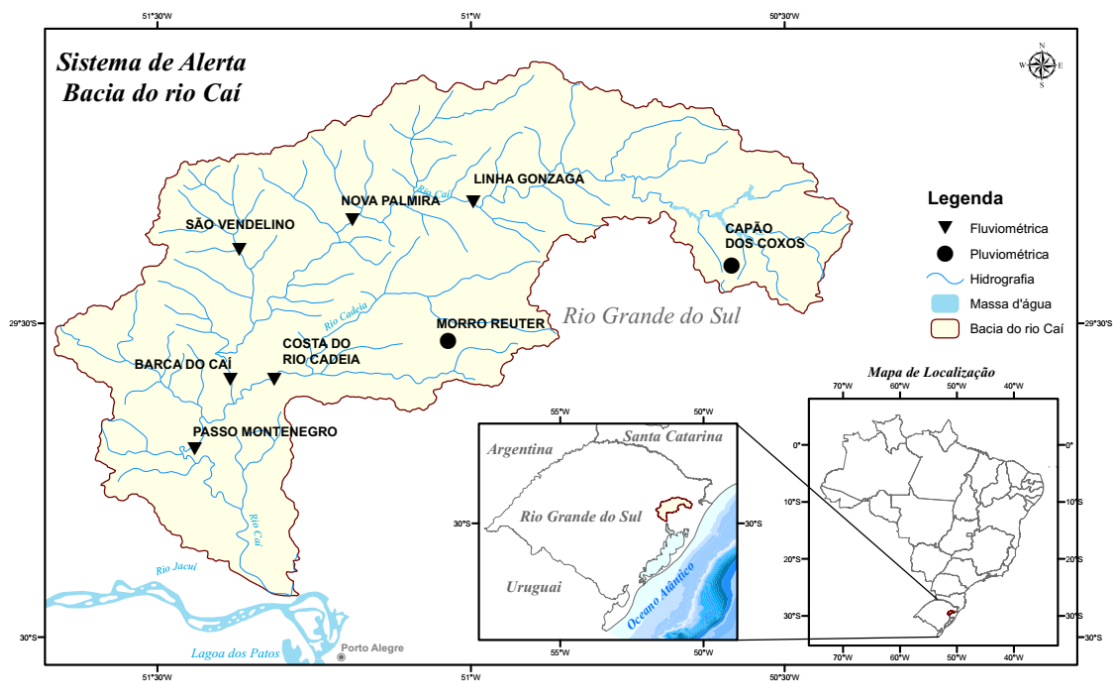 51°30'W
51°W
50°30'W
Sistema de Alerta
Bacia do rio Caí
N
W
E
S
LINHA GONZAGA
Rio Caí
NOVA PALMIRA
SÃO VENDELINO
CAPÃO
DOS COXOS
Legenda
Fluviométrica
Pluviométrica
Hidrografia
Massa d'água
Bacia do rio Caí
29°30'S
29°30'S
Rio Cadeia
MORRO REUTER
Rio Grande do Sul
COSTA DO
RIO CADEIA
BARCA DO CAÍ
PASSO MONTENEGRO
Rio Caí
Rio Jacuí
30°S
Lagoa dos Patos
Porto Alegre
55°W
50°W
Argentina
Santa Catarina
30°S
Rio Grande do Sul
30°S
Uruguai
Oceano Atântico
55°W
50°W
Mapa de Localização
70°W
60°W
50°W
40°W
0°
0°
10°S
10°S
20°S
20°S
30°S
30°S
70°W
60°W
50°W
40°W
30°S
51°30'W
51°W
50°30'W